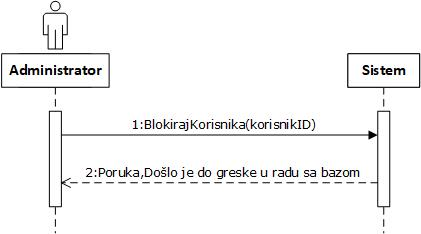 Administrator
Sistem
1:BlokirajKorisnika(korisnikID)
2:Poruka,Došlo je do greske u radu sa bazom